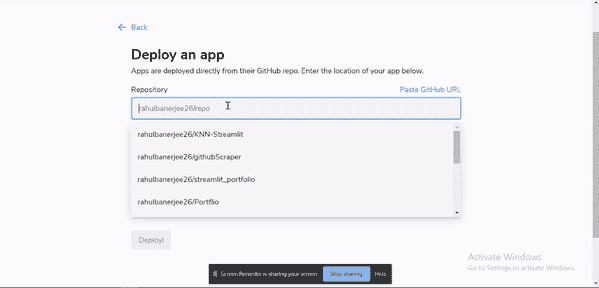 Back
Deploy an app
Apps are deployed directly from their GitHub repo. Enter the location of your app below.
Repository
Paste GitHub URL
rahulbanerjee26/repo
rahulbanerjee26/KNN-Streamlit
rahulbanerjee26/githubScraper
rahulbanerjee26/streamlit_portfolio
rahulbanerjee26/Portflio
Deploy!
Activate Windows
Go to Settings to activate Windows.
Screen Recorder is sharing your screen
Stop sharing
Hide